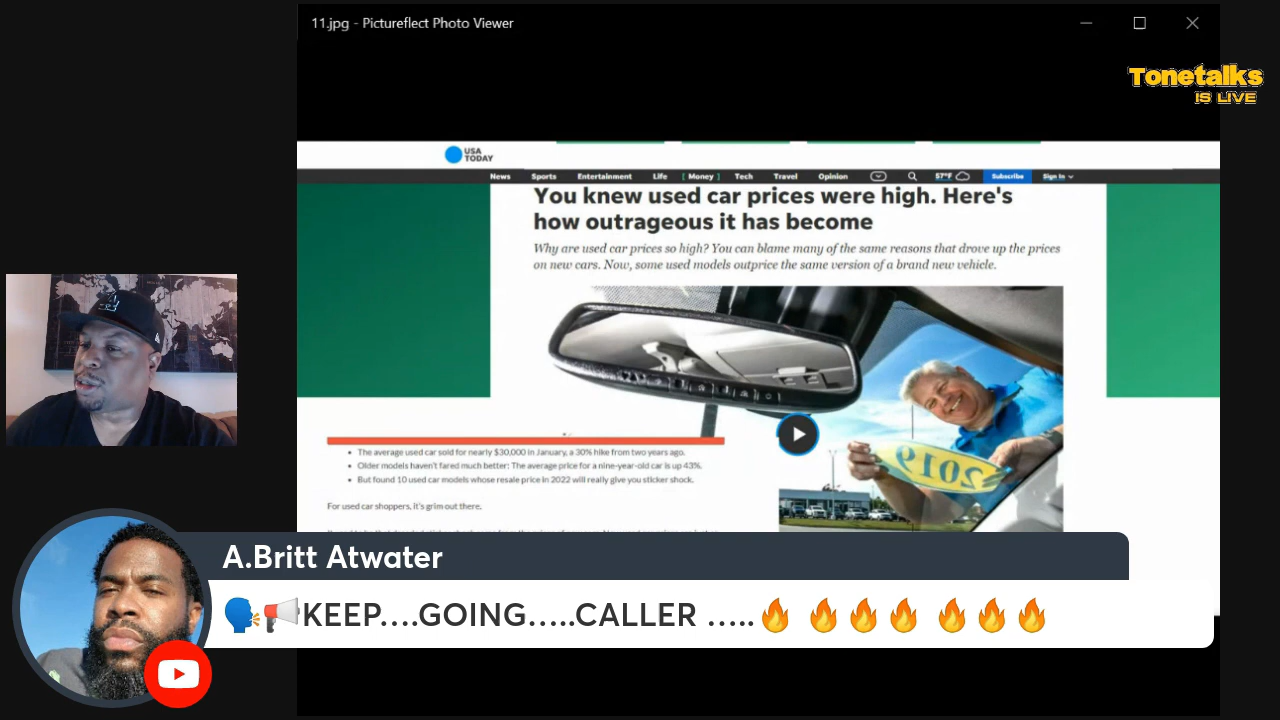 11.jpg - Pictureflect Photo Viewer
Tonetalks
IS LIVE
USA
TODAY
News Sports Entertainment Life [ Money ] Tech Travel Opinion 57°F Subscribe Sign In
You knew used car prices were high. Here's
how outrageous it has become
Why are used car prices so high? You can blame many of the same reasons that drove up the prices
on new cars. Now, some used models outprice the same version of a brand new vehicle.
2019
• The average used car sold for nearly $30,000 in January, a 30% hike from two years ago.
• Older models haven't fared much better: The average price for a nine-year-old car is up 43%.
• But found 10 used car models whose resale price in 2022 will really give you sticker shock.
For used car shoppers, it's grim out there.
A.Britt Atwater
🗣️📢KEEP....GOING.....CALLER .....🔥 🔥🔥🔥 🔥🔥🔥